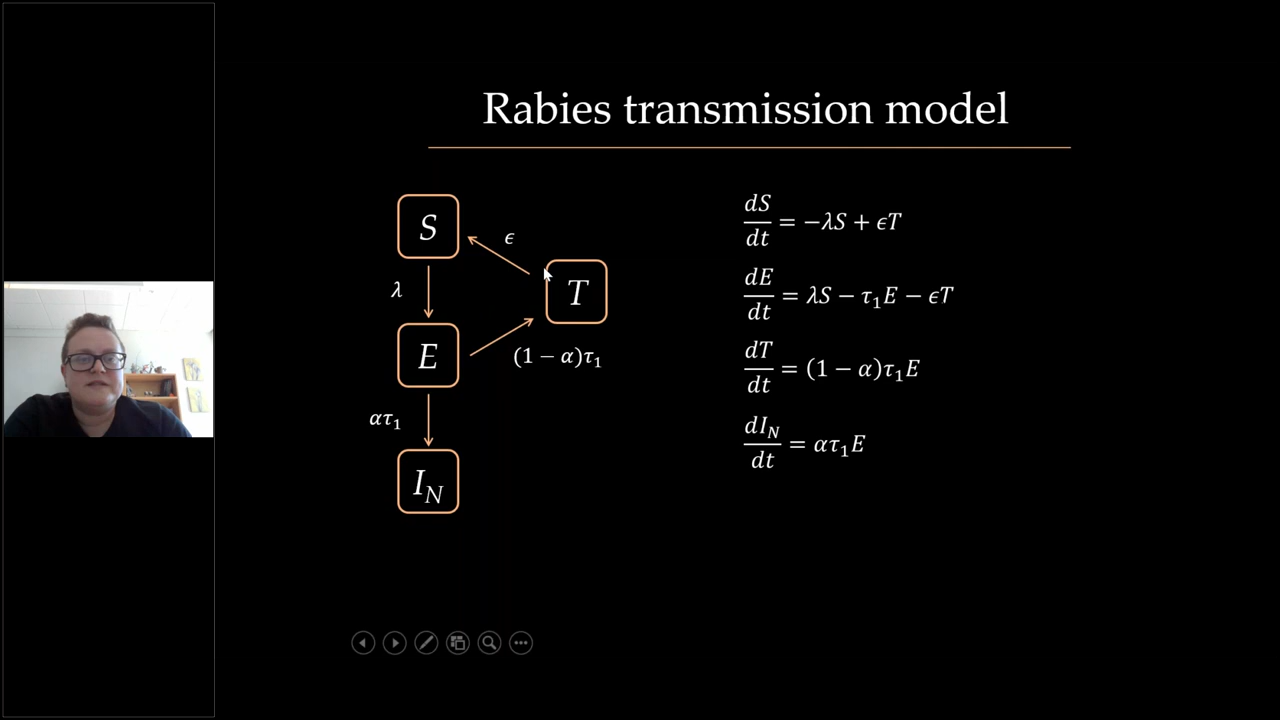 Rabies transmission model
S
ϵ
λ
T
E
(1 − α)τ₁
ατ₁
I_N
dS/dt = −λS + ϵT
dE/dt = λS − τ₁E − ϵT
dT/dt = (1 − α)τ₁E
dI_N/dt = ατ₁E